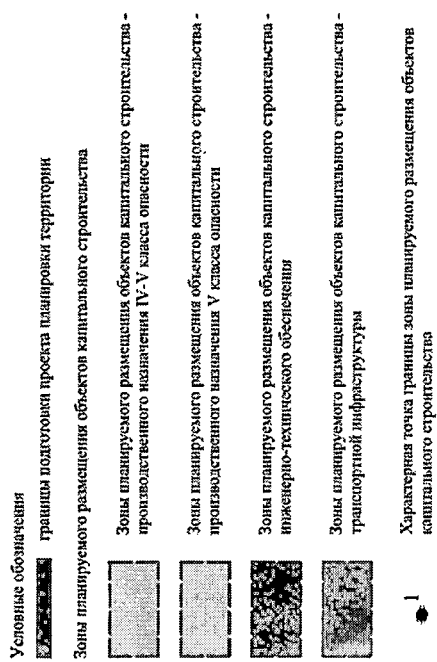 Условные обозначения
границы подготовки проекта планировки территории
Зоны планируемого размещения объектов капитального строительства
Зоны планируемого размещения объектов капитального строительства -
производственного назначения IV-V класса опасности
Зоны планируемого размещения объектов капитального строительства -
производственного назначения V класса опасности
Зоны планируемого размещения объектов капитального строительства -
инженерно-технического обеспечения
Зоны планируемого размещения объектов капитального строительства -
транспортной инфраструктуры
1
Характерная точка границы зоны планируемого размещения объектов
капитального строительства